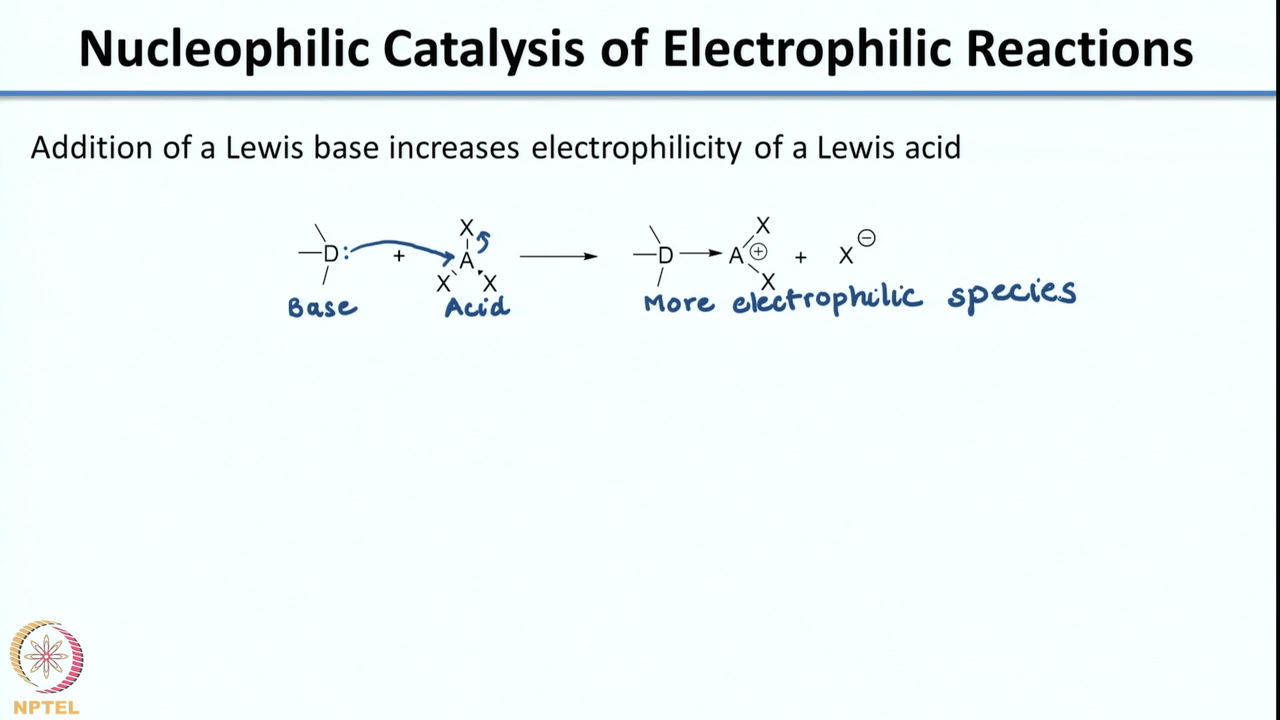 Nucleophilic Catalysis of Electrophilic Reactions
Addition of a Lewis base increases electrophilicity of a Lewis acid
D: + A X X X D A ⊕ X X + X ⊖
Base Acid More electrophilic species
NPTEL